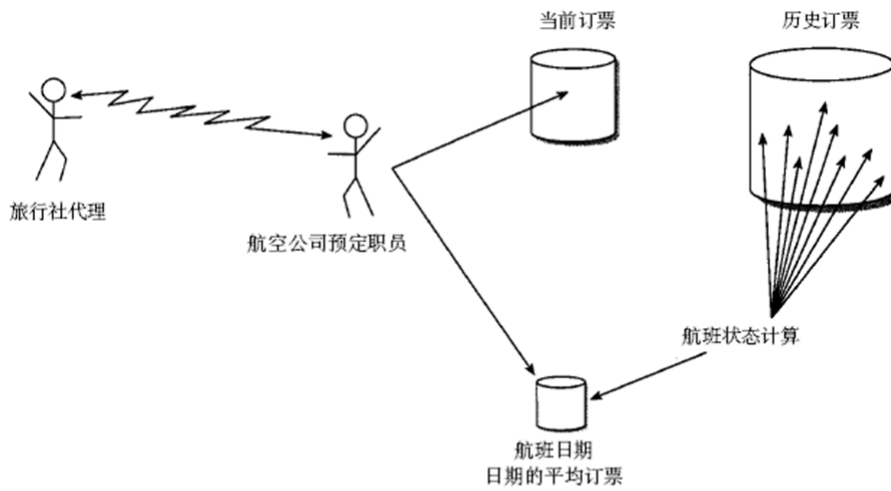 当前订票
历史订票
旅行社代理
航空公司预定职员
航班状态计算
航班日期
日期的平均订票